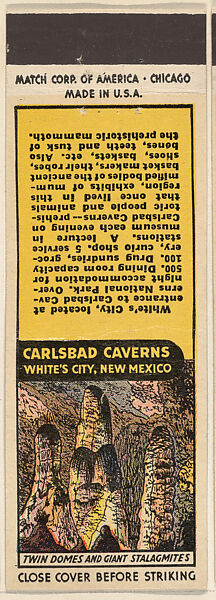 MATCH CORP. OF AMERICA · CHICAGO
MADE IN U.S.A.
White's, City, located at
entrance to Carlsbad Cav-
erns National Park. Over-
night accommodation for
500. Dining room capacity
100. Drug Sundries, groc-
ery, curio shop. 5 service
stations. A lecture in
museum each evening on
Carlsbad Caverns — prehis-
toric people and animals
that once lived in this
region, exhibits of mum-
mified bodies of the ancient
basket makers, their robes,
shoes, baskets, etc. Also
bones, teeth and tusk of
the prehistoric mammoth.
CARLSBAD CAVERNS
WHITE'S CITY, NEW MEXICO
TWIN DOMES AND GIANT STALAGMITES
CLOSE COVER BEFORE STRIKING